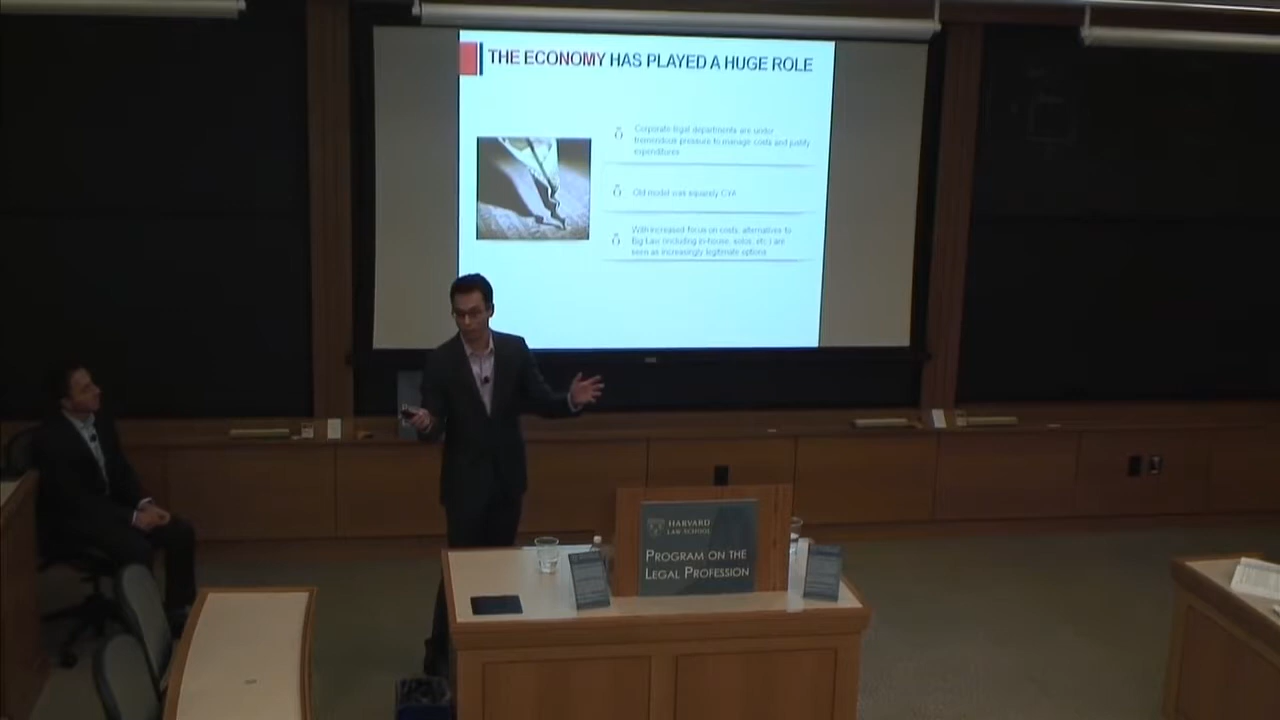 THE ECONOMY HAS PLAYED A HUGE ROLE
Corporate legal departments are under
tremendous pressure to manage costs and justify
expenditures
Old model was squarely CYA
With increased focus on costs, alternatives to
Big Law (including in-house, solos, etc.) are
seen as increasingly legitimate options
HARVARD
LAW SCHOOL
PROGRAM ON THE
LEGAL PROFESSION